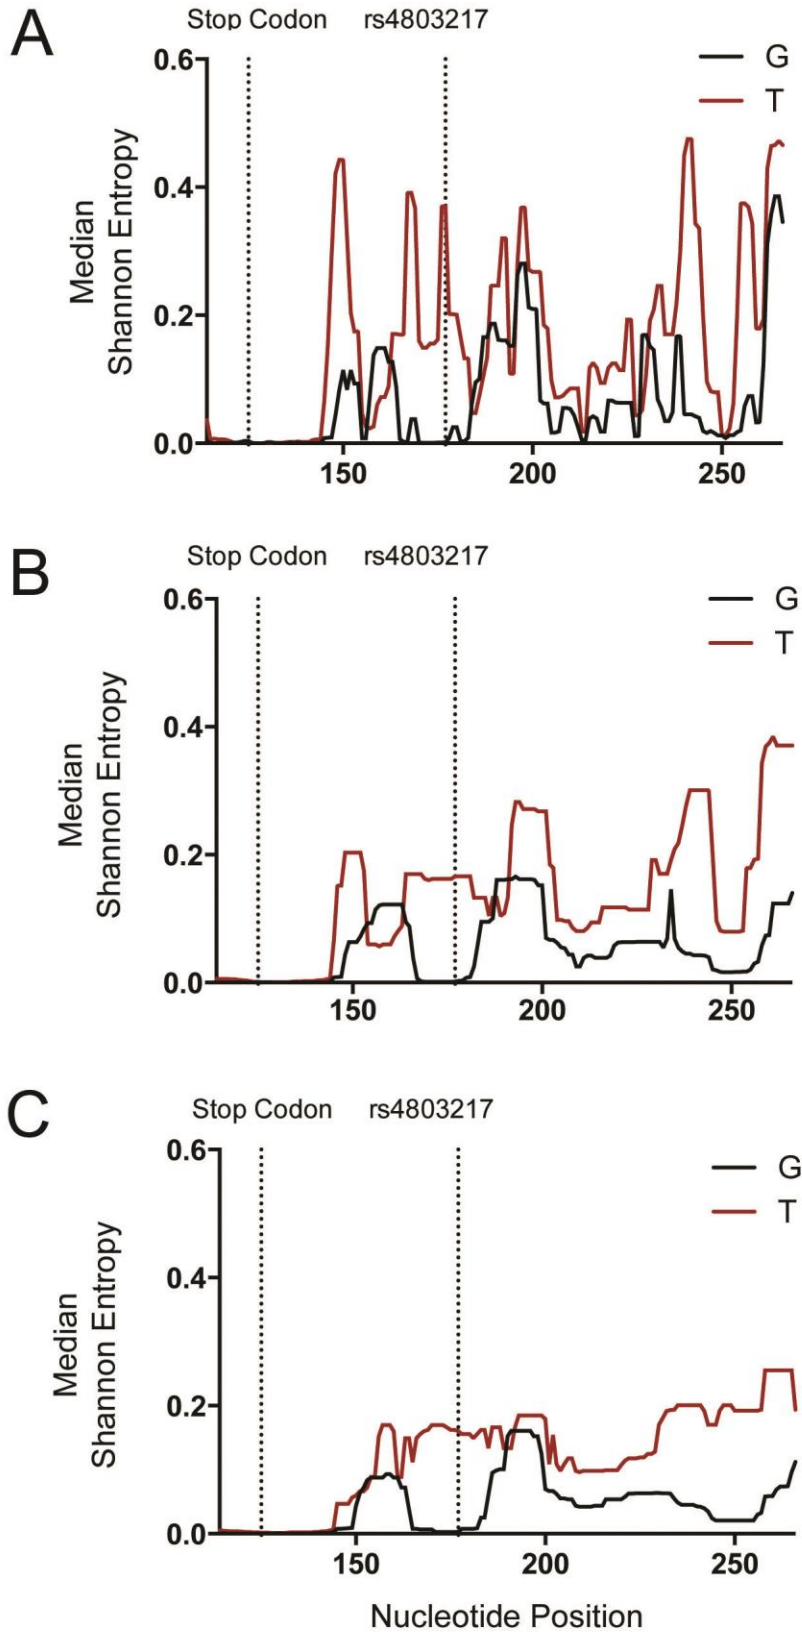 A
Stop Codon rs4803217
G
T
Median
Shannon Entropy
0.6
0.4
0.2
0.0
150 200 250
B
Stop Codon rs4803217
G
T
Median
Shannon Entropy
0.6
0.4
0.2
0.0
150 200 250
C
Stop Codon rs4803217
G
T
Median
Shannon Entropy
0.6
0.4
0.2
0.0
150 200 250
Nucleotide Position